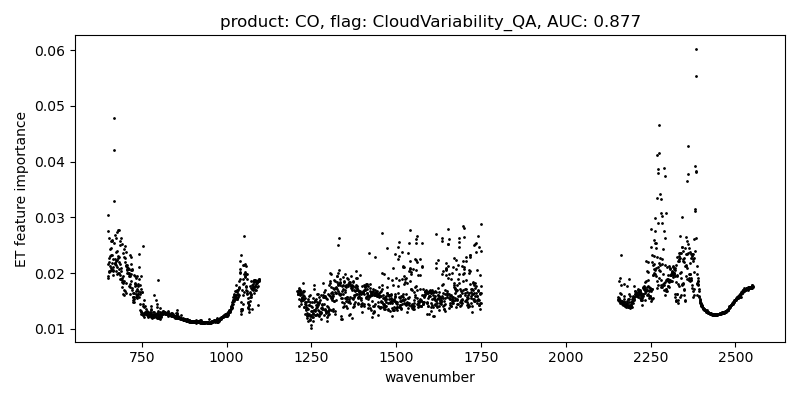 product: CO, flag: CloudVariability_QA, AUC: 0.877
ET feature importance
0.06
0.05
0.04
0.03
0.02
0.01
750 1000 1250 1500 1750 2000 2250 2500
wavenumber